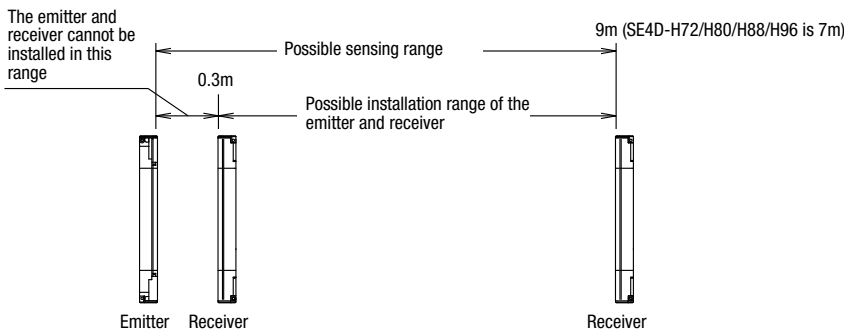 The emitter and
receiver cannot be
installed in this
range
Possible sensing range
9m (SE4D-H72/H80/H88/H96 is 7m)
0.3m
Possible installation range of the
emitter and receiver
Emitter
Receiver
Receiver